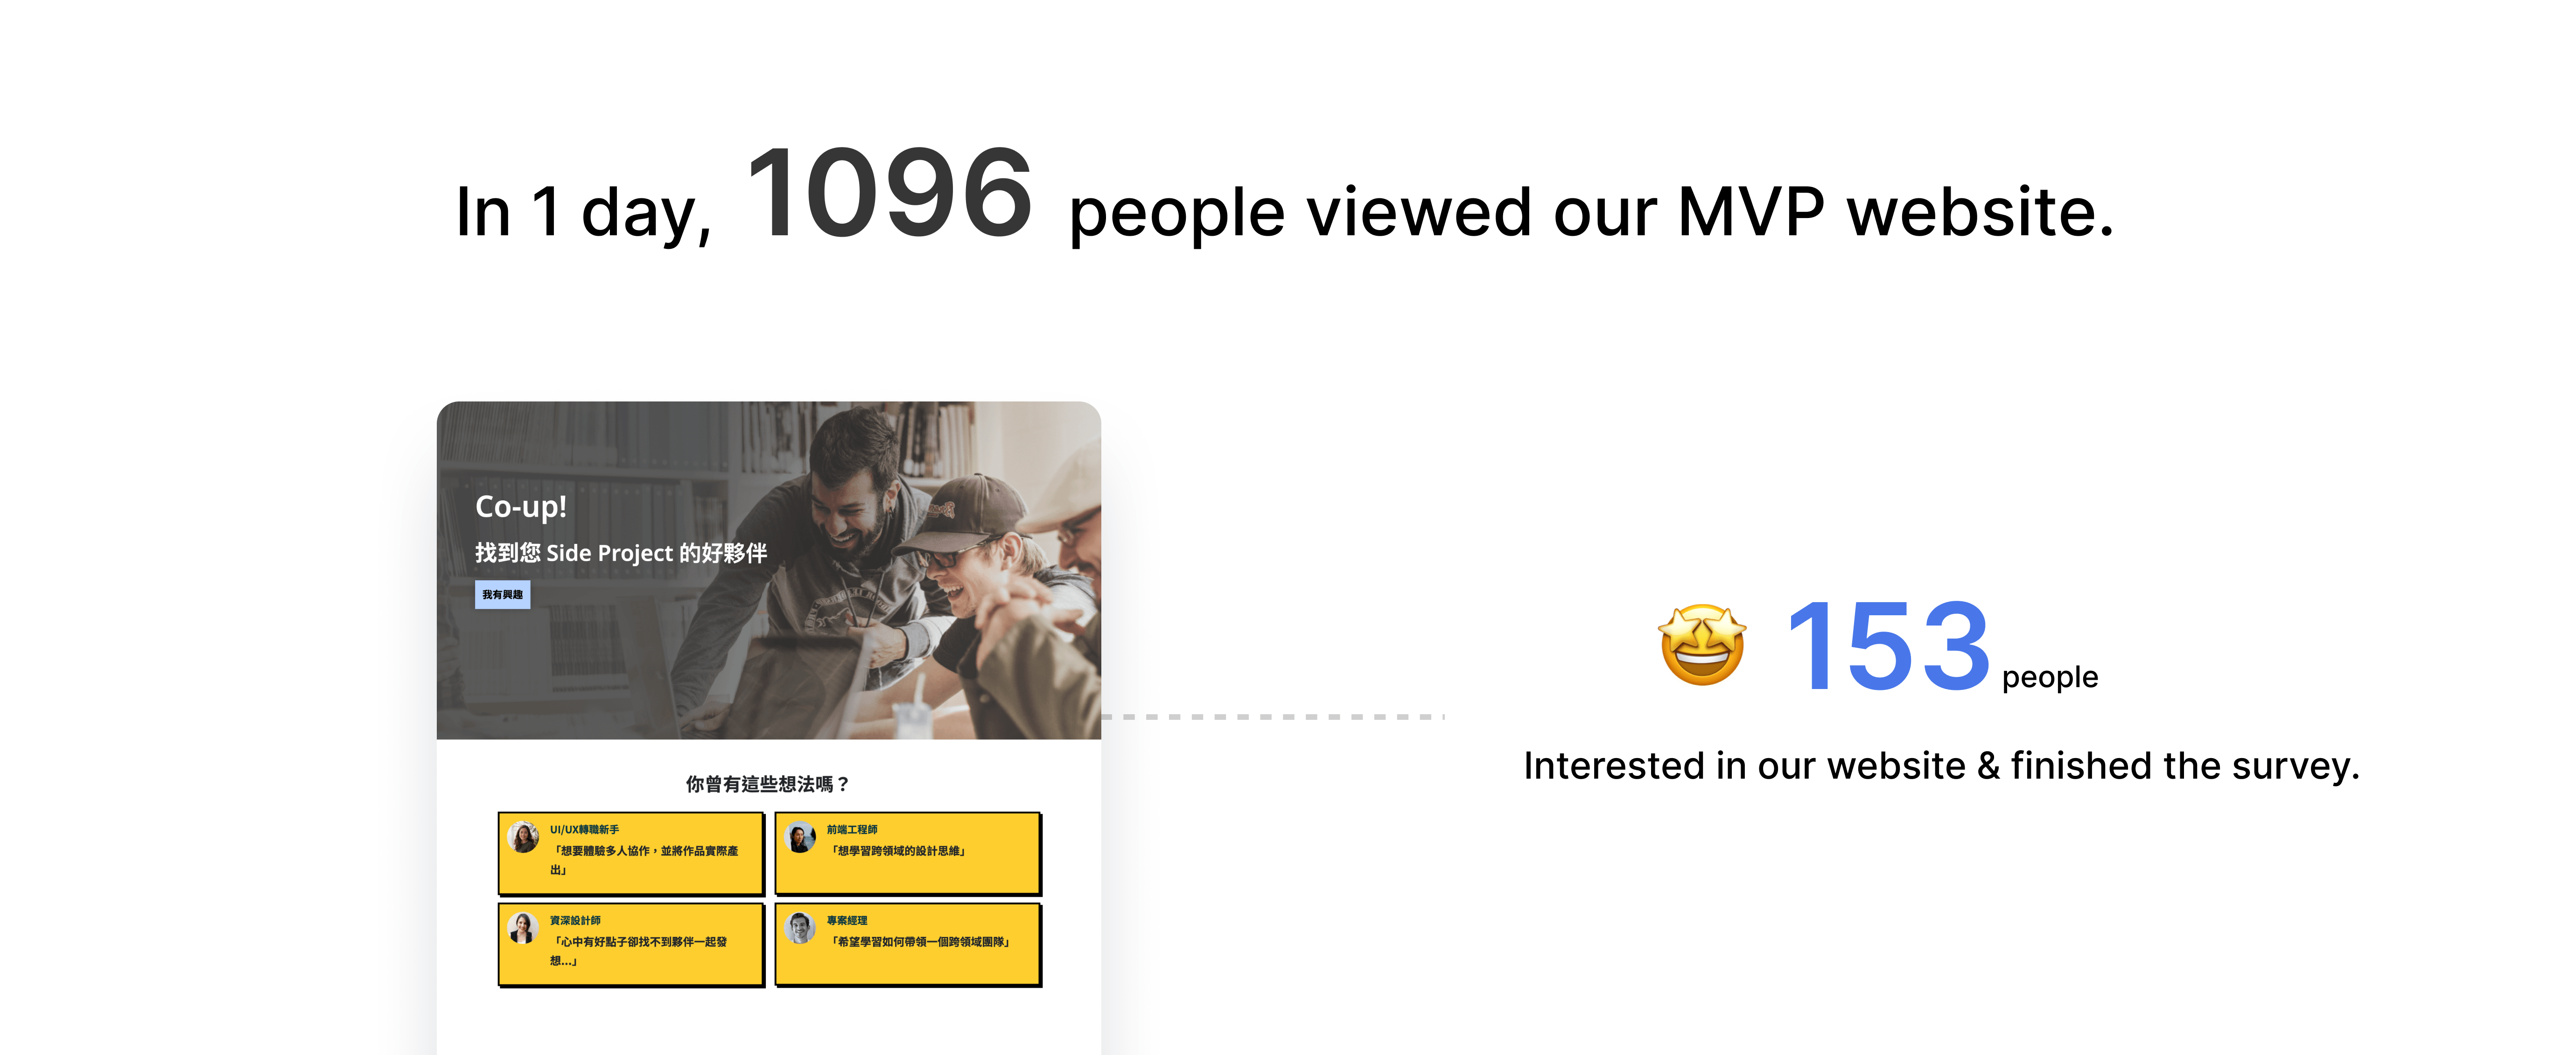 In 1 day, 1096 people viewed our MVP website.
Co-up!
找到您 Side Project 的好夥伴
我有興趣
153 people
Interested in our website & finished the survey.
你曾有這些想法嗎？
UI/UX轉職新手
「想要體驗多人協作，並將作品實際產
出」
前端工程師
「想學習跨領域的設計思維」
資深設計師
「心中有好點子卻找不到夥伴一起發
想...」
專案經理
「希望學習如何帶領一個跨領域團隊」